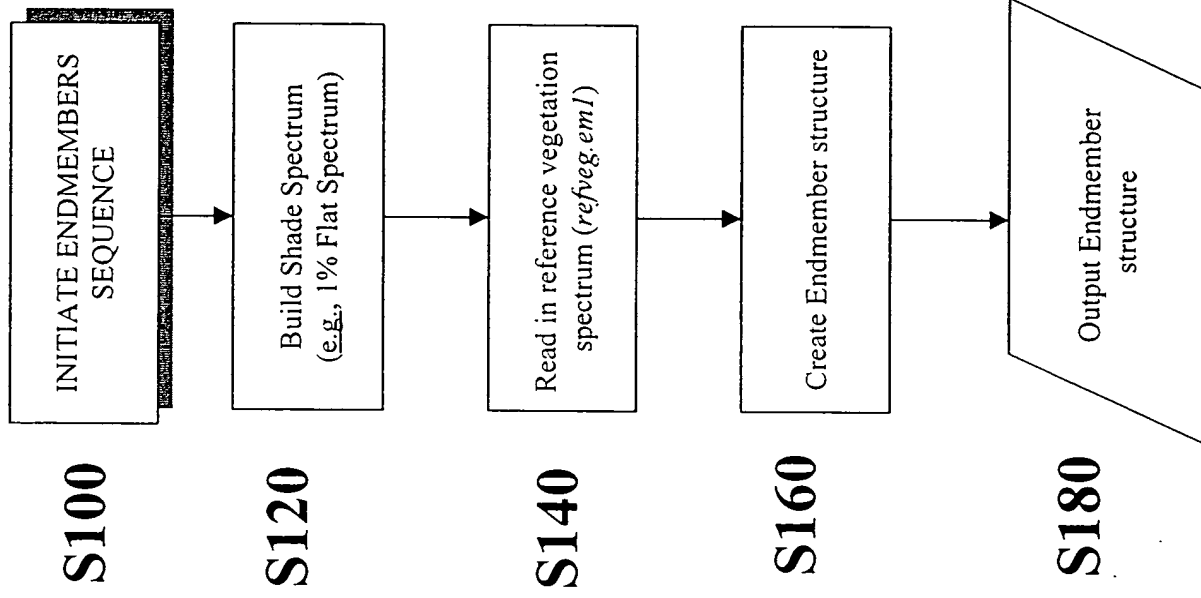 S100
INITIATE ENDMEMBERS
SEQUENCE
S120
Build Shade Spectrum
(e.g., 1% Flat Spectrum)
S140
Read in reference vegetation
spectrum (refveg.em1)
S160
Create Endmember structure
S180
Output Endmember
structure